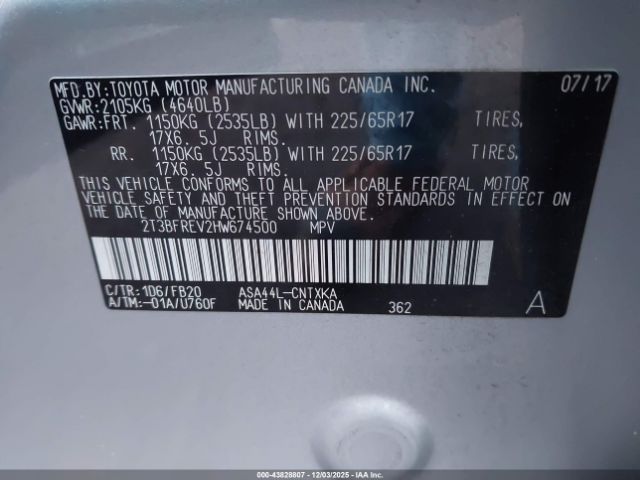 MFD.BY:TOYOTA MOTOR MANUFACTURING CANADA INC. 07/17
GVWR:2105KG (4640LB)
GAWR:FRT. 1150KG (2535LB) WITH 225/65R17 TIRES,
17X6. 5J RIMS.
RR. 1150KG (2535LB) WITH 225/65R17 TIRES,
17X6. 5J RIMS.
THIS VEHICLE CONFORMS TO ALL APPLICABLE FEDERAL MOTOR
VEHICLE SAFETY AND THEFT PREVENTION STANDARDS IN EFFECT ON
THE DATE OF MANUFACTURE SHOWN ABOVE.
2T3BFREV2HW674500 MPV
C/TR:1D6/FB20 ASA44L-CNTXKA
A/TM:-01A/U760F MADE IN CANADA 362 A
000-43828807 - 12/03/2025 - COPART